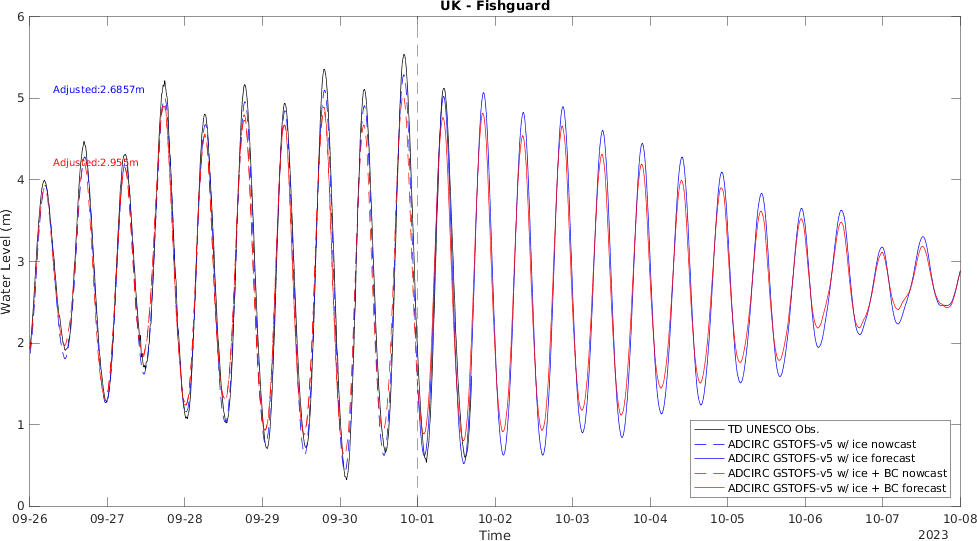 UK - Fishguard
6
5
4
3
2
1
0
Water Level (m)
Adjusted:2.6857m
TD UNESCO Obs.
ADCIRC GSTOFS-v5 w/ ice nowcast
ADCIRC GSTOFS-v5 w/ ice forecast
ADCIRC GSTOFS-v5 w/ ice + BC nowcast
ADCIRC GSTOFS-v5 w/ ice + BC forecast
09-26 09-27 09-28 09-29 09-30 10-01 10-02 10-03 10-04 10-05 10-06 10-07 10-08
Time
2023